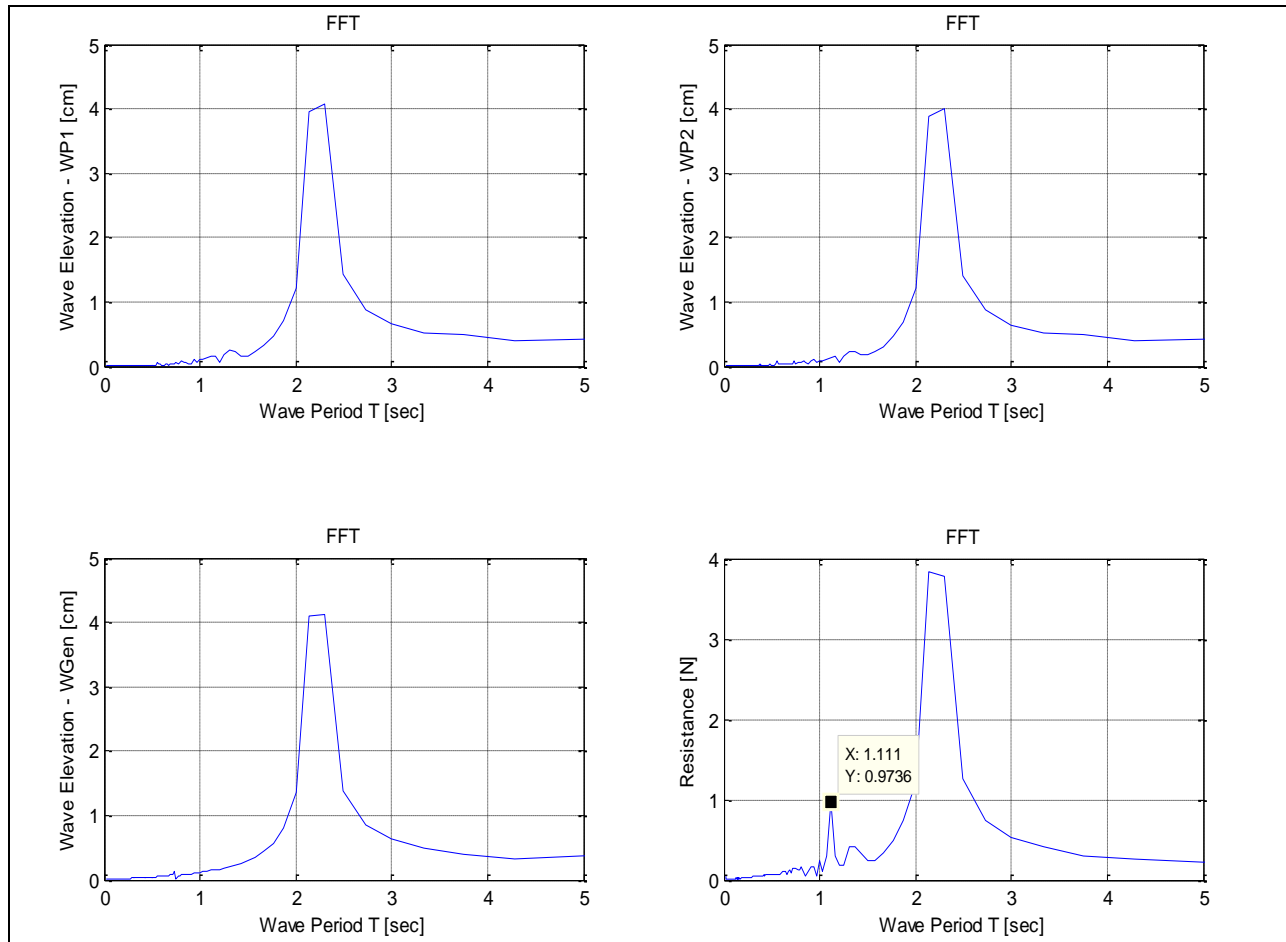 FFT
5
4
3
2
1
0
Wave Elevation - WP1 [cm]
0 1 2 3 4 5
Wave Period T [sec]
FFT
5
4
3
2
1
0
Wave Elevation - WP2 [cm]
0 1 2 3 4 5
Wave Period T [sec]
FFT
5
4
3
2
1
0
Wave Elevation - WGen [cm]
0 1 2 3 4 5
Wave Period T [sec]
FFT
4
3
2
1
0
Resistance [N]
X: 1.111
Y: 0.9736
0 1 2 3 4 5
Wave Period T [sec]